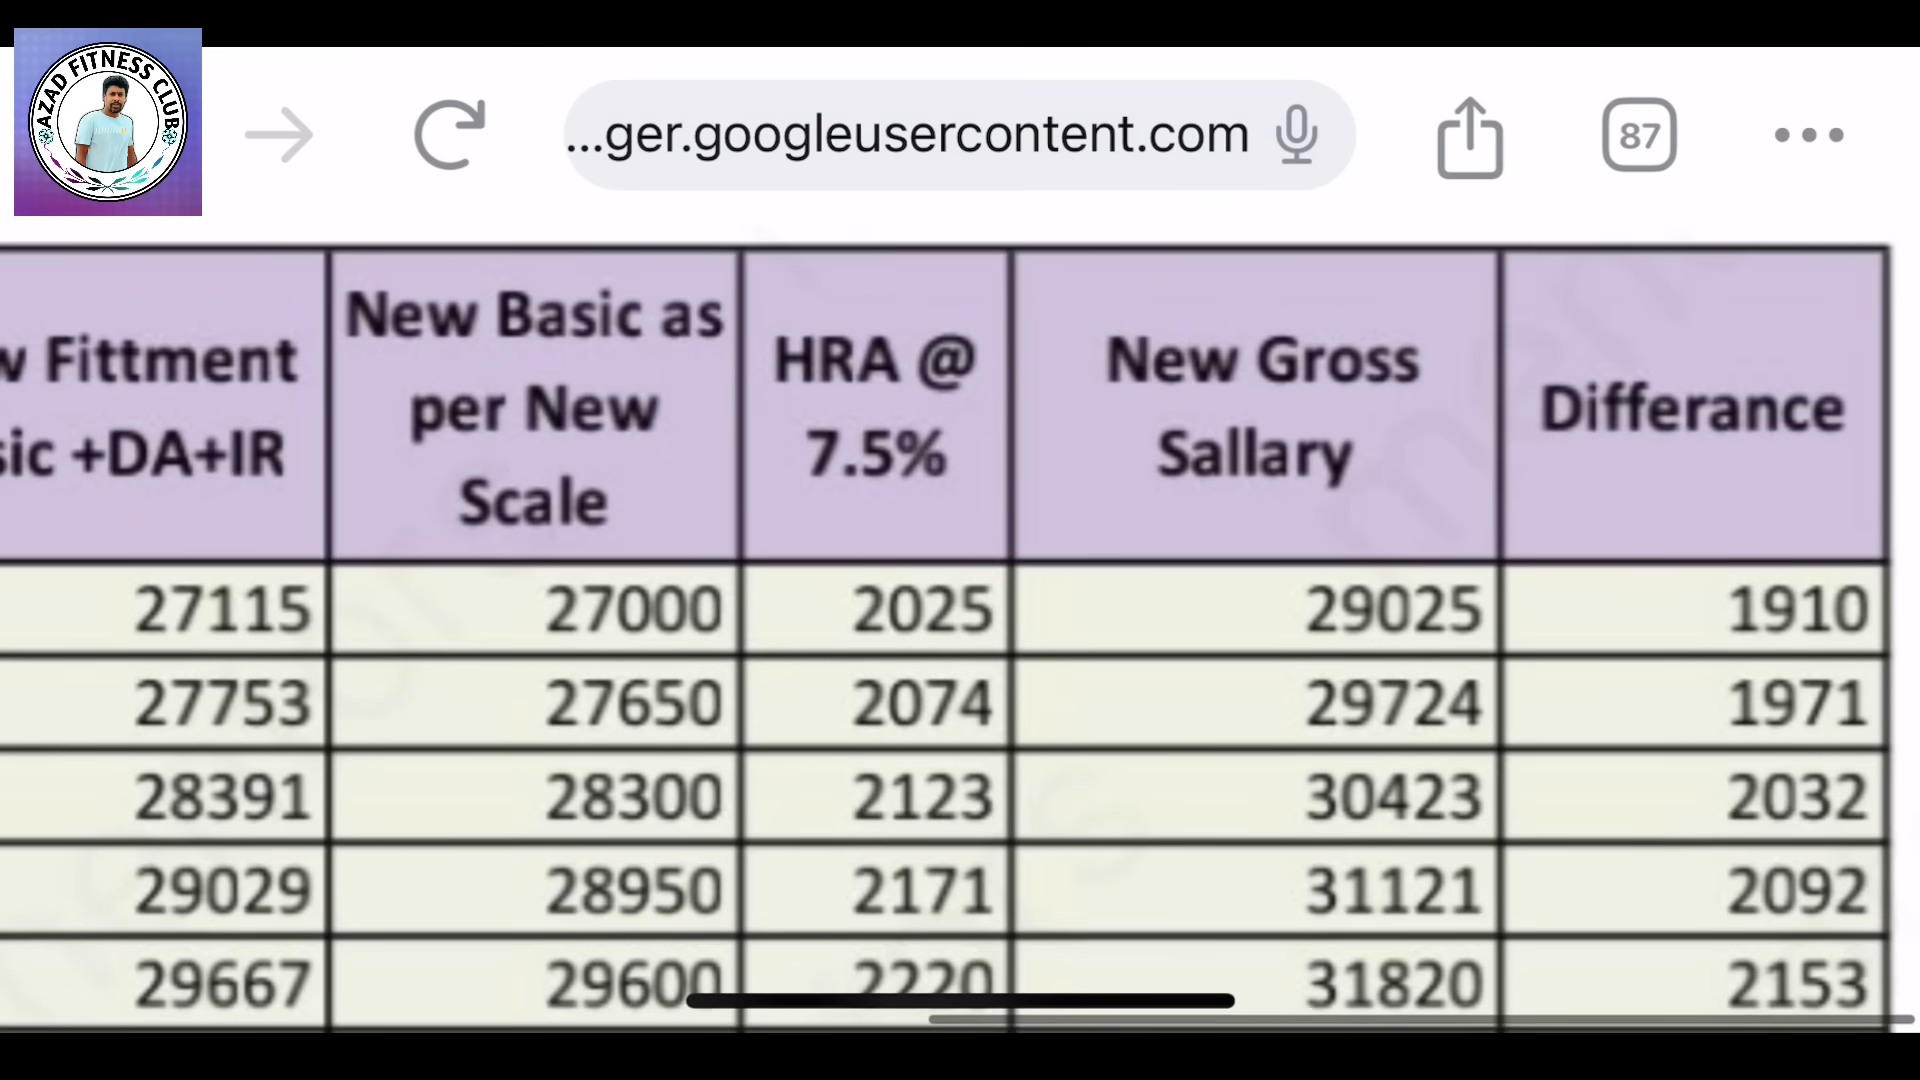 AZAD FITNESS CLUB
...ger.googleusercontent.com
87
w Fittment
sic +DA+IR
New Basic as
per New
Scale
HRA @
7.5%
New Gross
Sallary
Differance
27115 27000 2025 29025 1910
27753 27650 2074 29724 1971
28391 28300 2123 30423 2032
29029 28950 2171 31121 2092
29667 29600 2220 31820 2153